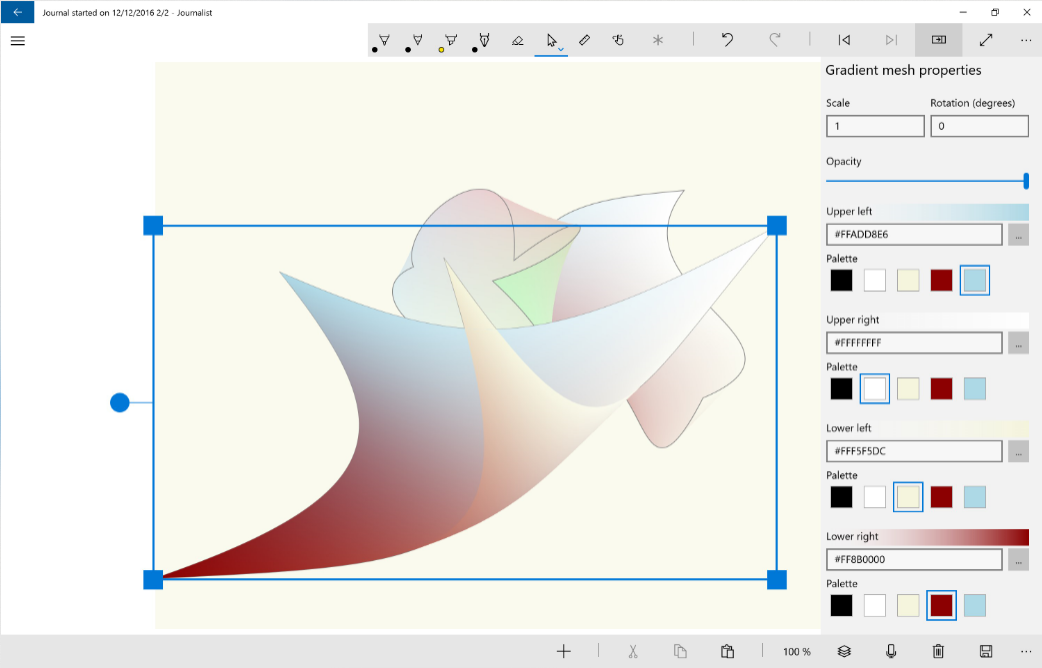 Journal started on 12/12/2016 2/2 - Journalist
Gradient mesh properties
Scale Rotation (degrees)
1 0
Opacity
Upper left
#FFADD8E6 ...
Palette
Upper right
#FFFFFFFF ...
Palette
Lower left
#FFF5F5DC ...
Palette
Lower right
#FF8B0000 ...
Palette
100 %